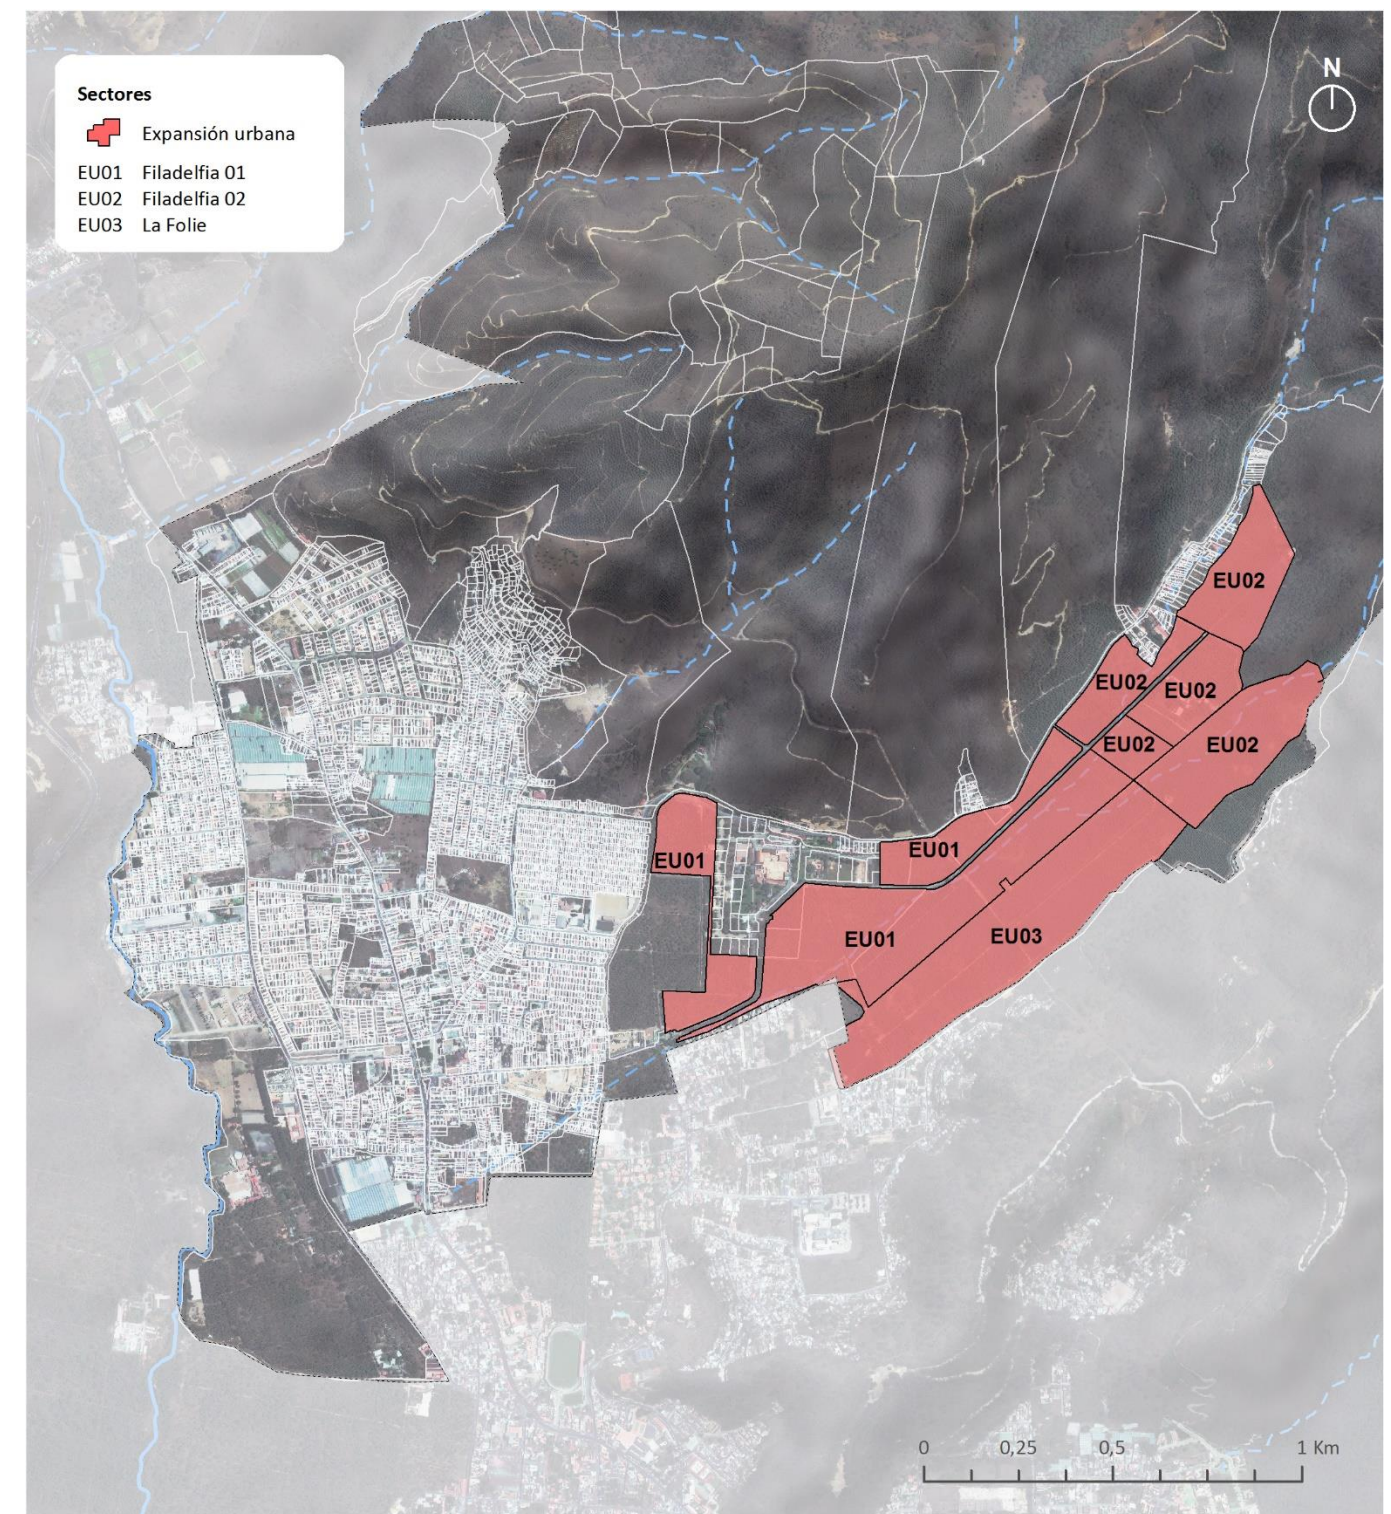 Sectores
Expansión urbana
EU01 Filadelfia 01
EU02 Filadelfia 02
EU03 La Folie
N
EU02
EU02
EU02
EU02
EU02
EU01
EU01
EU01
EU03
0 0,25 0,5 1 Km